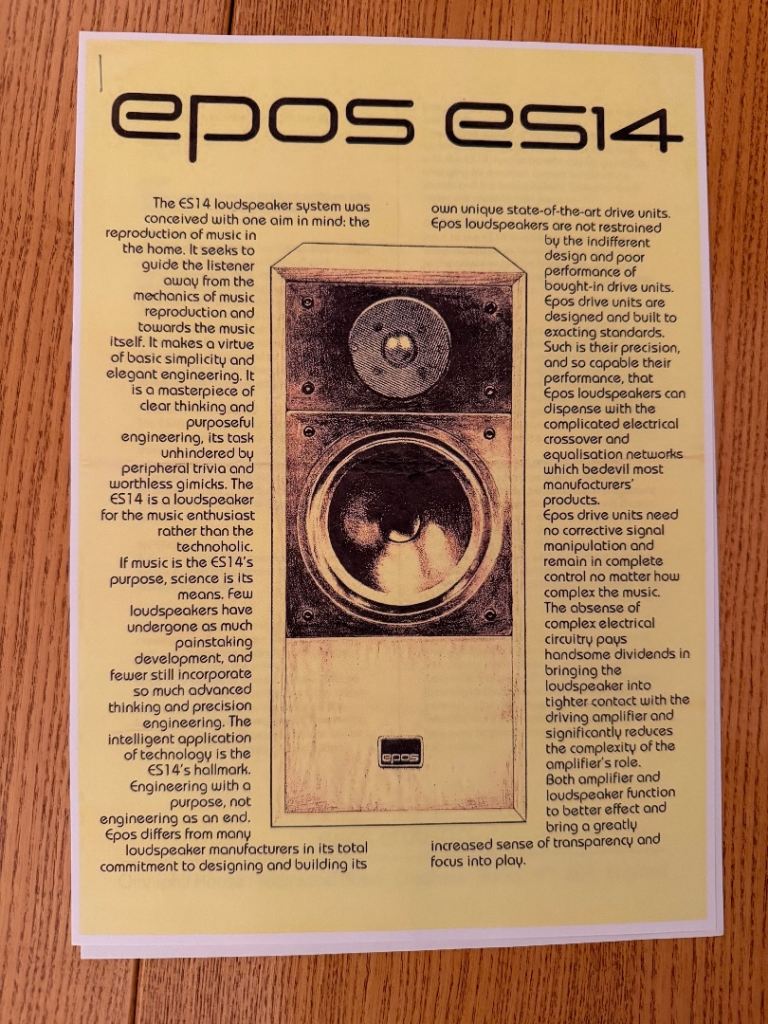 epos es14
The ES14 loudspeaker system was
conceived with one aim in mind: the
reproduction of music in
the home. It seeks to
guide the listener
away from the
mechanics of music
reproduction and
towards the music
itself. It makes a virtue
of basic simplicity and
elegant engineering. It
is a masterpiece of
clear thinking and
purposeful
engineering, its task
unhindered by
peripheral trivia and
worthless gimicks. The
ES14 is a loudspeaker
for the music enthusiast
rather than the
technoholic.
If music is the ES14's
purpose, science is its
means. Few
loudspeakers have
undergone as much
painstaking
development, and
fewer still incorporate
so much advanced
thinking and precision
engineering. The
intelligent application
of technology is the
ES14's hallmark.
Engineering with a
purpose, not
engineering as an end.
Epos differs from many
loudspeaker manufacturers in its total
commitment to designing and building its
own unique state-of-the-art drive units.
Epos loudspeakers are not restrained
by the indifferent
design and poor
performance of
bought-in drive units.
Epos drive units are
designed and built to
exacting standards.
Such is their precision,
and so capable their
performance, that
Epos loudspeakers can
dispense with the
complicated electrical
crossover and
equalisation networks
which bedevil most
manufacturers'
products.
Epos drive units need
no corrective signal
manipulation and
remain in complete
control no matter how
complex the music.
The absense of
complex electrical
circuitry pays
handsome dividends in
bringing the
loudspeaker into
tighter contact with the
driving amplifier and
significantly reduces
the complexity of the
amplifier's role.
Both amplifier and
loudspeaker function
to better effect and
bring a greatly
increased sense of transparency and
focus into play.
epos